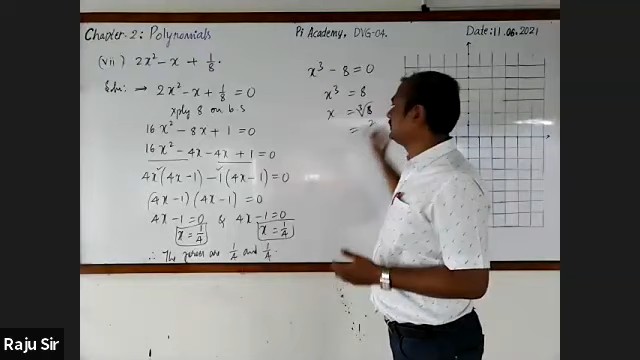 Chapter: 2: Polynomials
Pi Academy, DVG-04.
Date: 11.06.2021
(vii) 2x² - x + 1/8.
Soln: → 2x² - x + 1/8 = 0
xply 8 on b.s
16x² - 8x + 1 = 0
16x² - 4x - 4x + 1 = 0
4x(4x - 1) - 1(4x - 1) = 0
(4x - 1)(4x - 1) = 0
4x - 1 = 0 & 4x - 1 = 0
x = 1/4 x = 1/4
∴ The zeroes are 1/4 and 1/4.
x³ - 8 = 0
x³ = 8
x = ∛8
= 2
Raju Sir